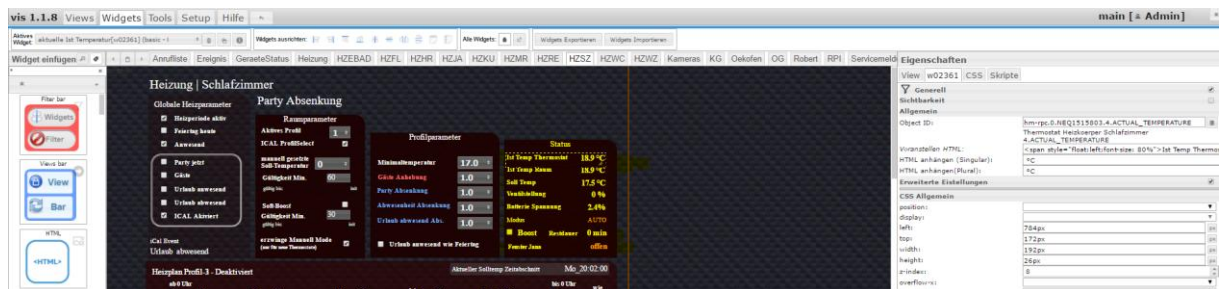 vis 1.1.8 Views Widgets Tools Setup Hilfe
main [Admin]
Aktives Widget: aktuelle Ist Temperatur[w02361] (basic - i
Widgets ausrichten:
Alle Widgets:
Widgets Exportieren
Widgets Importieren
Widget einfügen
Anrufliste Ereignis GeraeteStatus Heizung HZEBAD HZFL HZHR HZJA HZKU HZMR HZRE HZSZ HZWC HZWZ Kameras KG Oekofen OG Robert RPI Servicemeld
Eigenschaften
View w02361 CSS Skripte
Filter bar
Widgets
Filter
Views bar
View
Bar
HTML
<HTML>
Heizung | Schlafzimmer
Globale Heizparameter
Heizperiode aktiv
Feiertag heute
Anwesend
Party jetzt
Gäste
Urlaub anwesend
Urlaub abwesend
ICAL Aktiviert
iCal Event
Urlaub abwesend
Party Absenkung
Raumparameter
Aktives Profil 1
ICAL ProfilSelect
manuell gesetzte
Soll-Temperatur 0
Gültigkeit Min. 60
gültig bis:
Soll-Boost
Gültigkeit Min. 30
gültig bis:
erzwinge Manuell Mode
Profilparameter
Minimaltemperatur 17.0
Gäste Anhebung 1.0
Party Absenkung 1.0
Abwesenheit Absenkung 1.0
Urlaub abwesend Abs. 1.0
Urlaub anwesend wie Feiertag
Status
Ist Temp Thermostat 18.9 °C
Ist Temp Raum 18.9 °C
Soll Temp 17.5 °C
Ventilstellung 0 %
Batterie Spannung 2.4%
Modus AUTO
Boost Restdauer 0 min
Fenster offen
Heizplan Profil-3 - Deaktiviert
Aktueller Solltemp Zeitabschnitt Mo_20:02:00
ab 0 Uhr
bis 0 Uhr
wie
Generell
Sichtbarkeit
Allgemein
Object ID: hm-rpc.0.NEQ1515803.4.ACTUAL_TEMPERATURE
Thermostat Heizkoerper Schlafzimmer
4.ACTUAL_TEMPERATURE
Voranstellen HTML: <span style="float:left;font-size: 80%">Ist Temp Thermos
HTML anhängen (Singular): °C
HTML anhängen(Plural): °C
Erweiterte Eistellungen
CSS Allgemein
position:
display:
left: 784px
top: 172px
width: 192px
height: 26px
z-index: 8
overflow-x: